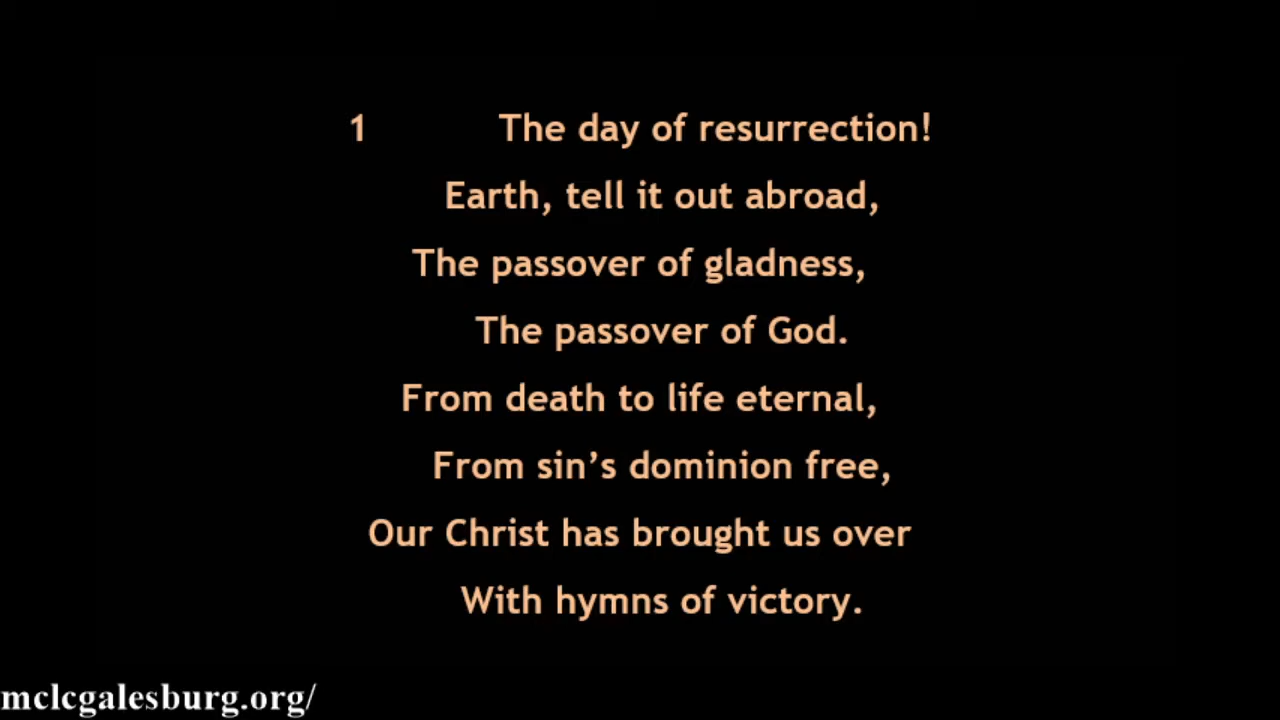 1 The day of resurrection!
Earth, tell it out abroad,
The passover of gladness,
The passover of God.
From death to life eternal,
From sin’s dominion free,
Our Christ has brought us over
With hymns of victory.
mclcgalesburg.org/